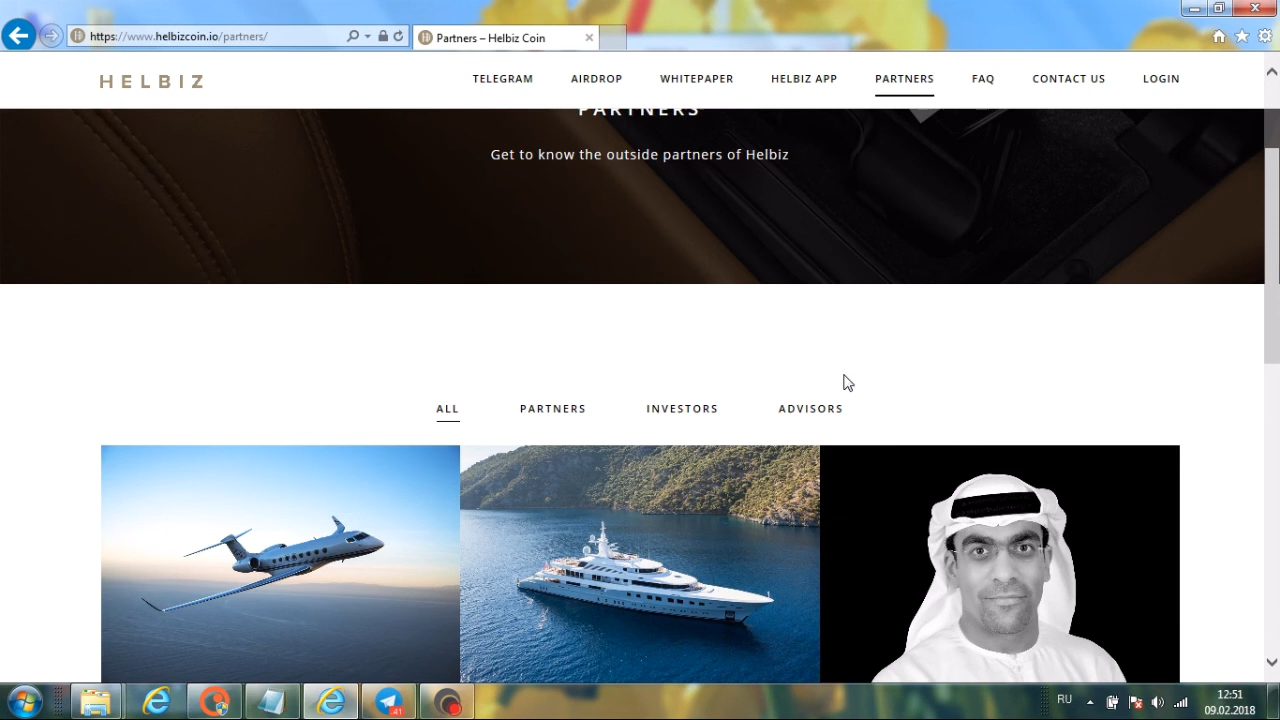 https://www.helbizcoin.io/partners/
Partners – Helbiz Coin
HELBIZ
TELEGRAM
AIRDROP
WHITEPAPER
HELBIZ APP
PARTNERS
FAQ
CONTACT US
LOGIN
PARTNERS
Get to know the outside partners of Helbiz
ALL
PARTNERS
INVESTORS
ADVISORS
41
RU
12:51
09.02.2018